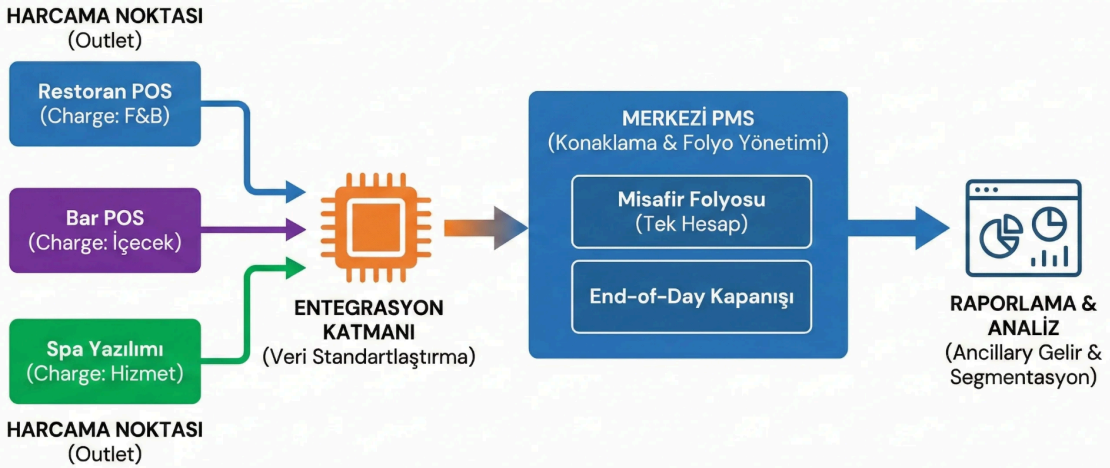 HARCAMA NOKTASI
(Outlet)
Restoran POS
(Charge: F&B)
Bar POS
(Charge: İçecek)
Spa Yazılımı
(Charge: Hizmet)
HARCAMA NOKTASI
(Outlet)
ENTEGRASYON
KATMANI
(Veri Standartlaştırma)
MERKEZİ PMS
(Konaklama & Folyo Yönetimi)
Misafir Folyosu
(Tek Hesap)
End-of-Day Kapanışı
RAPORLAMA &
ANALİZ
(Ancillary Gelir &
Segmentasyon)